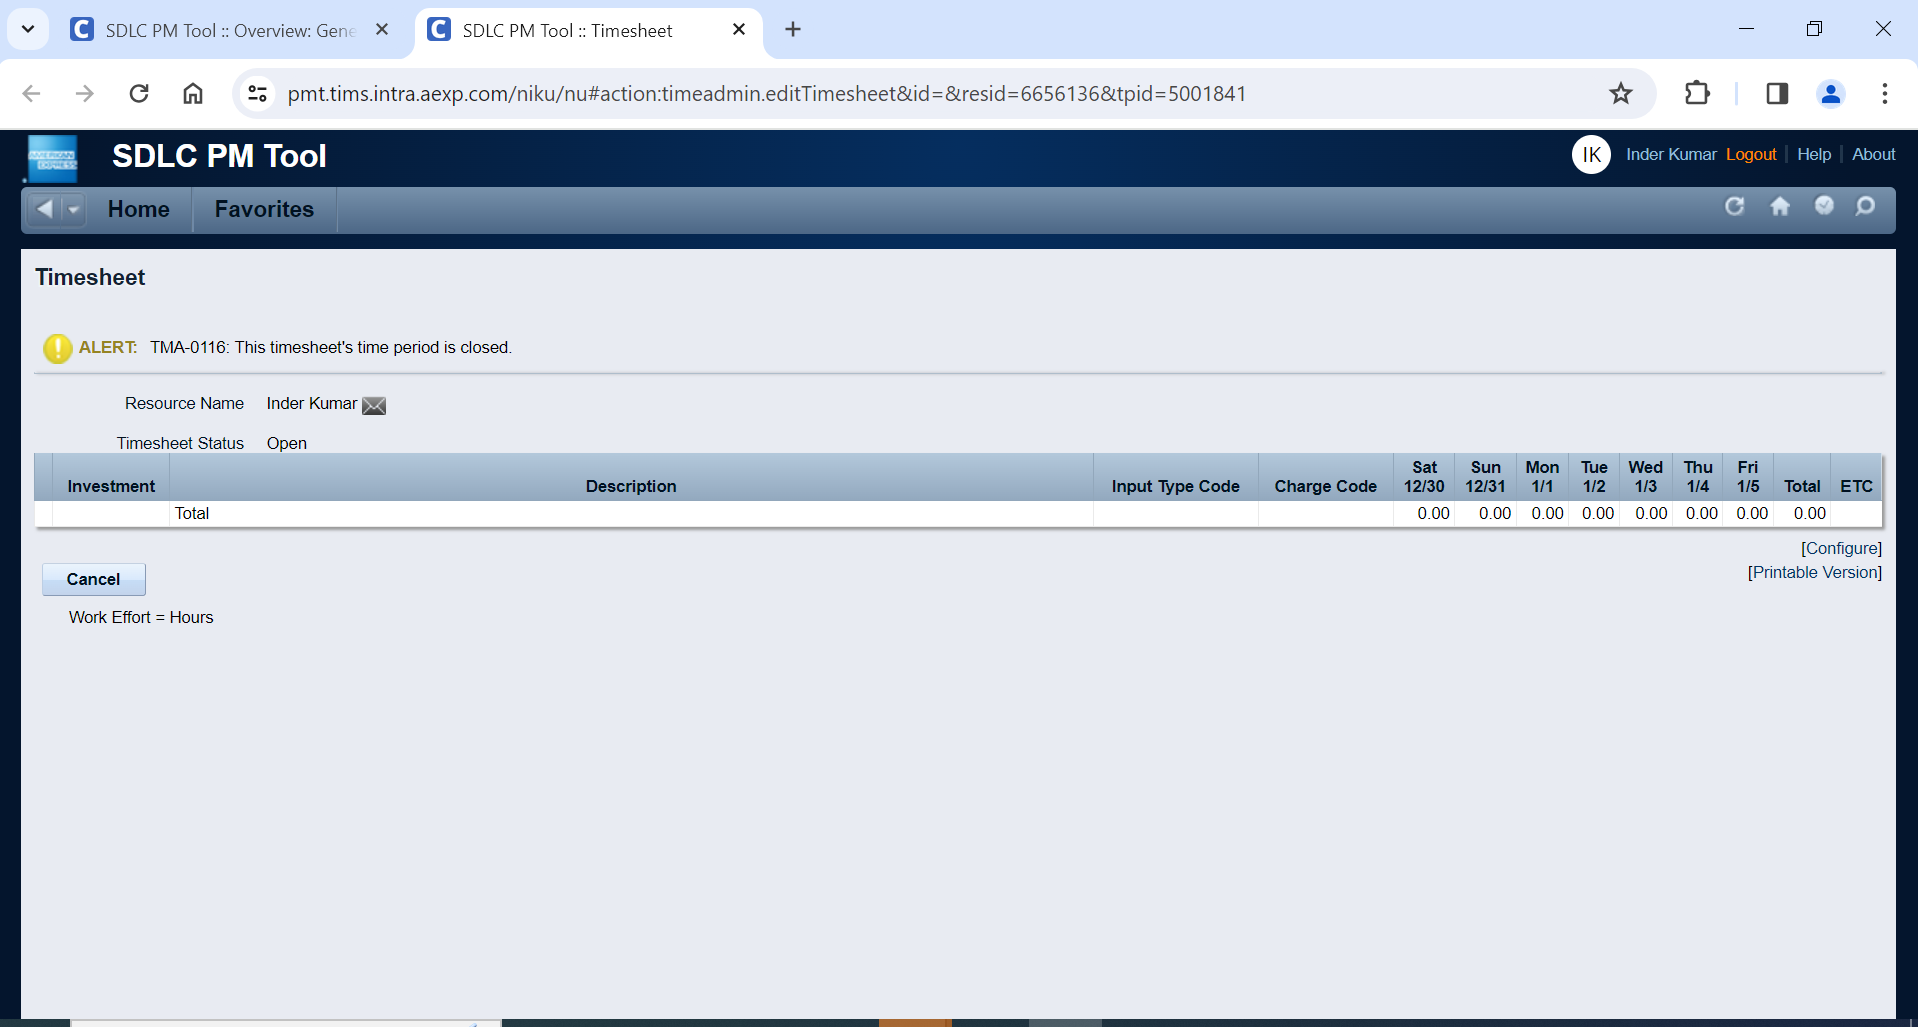 SDLC PM Tool :: Overview: Gene
SDLC PM Tool :: Timesheet
pmt.tims.intra.aexp.com/niku/nu#action:timeadmin.editTimesheet&id=&resid=6656136&tpid=5001841
AMERICAN EXPRESS
SDLC PM Tool
IK Inder Kumar Logout | Help | About
Home Favorites
Timesheet
ALERT: TMA-0116: This timesheet's time period is closed.
Resource Name Inder Kumar
Timesheet Status Open
Investment Description Input Type Code Charge Code Sat 12/30 Sun 12/31 Mon 1/1 Tue 1/2 Wed 1/3 Thu 1/4 Fri 1/5 Total ETC
Total 0.00 0.00 0.00 0.00 0.00 0.00 0.00 0.00
[Configure]
Cancel
[Printable Version]
Work Effort = Hours